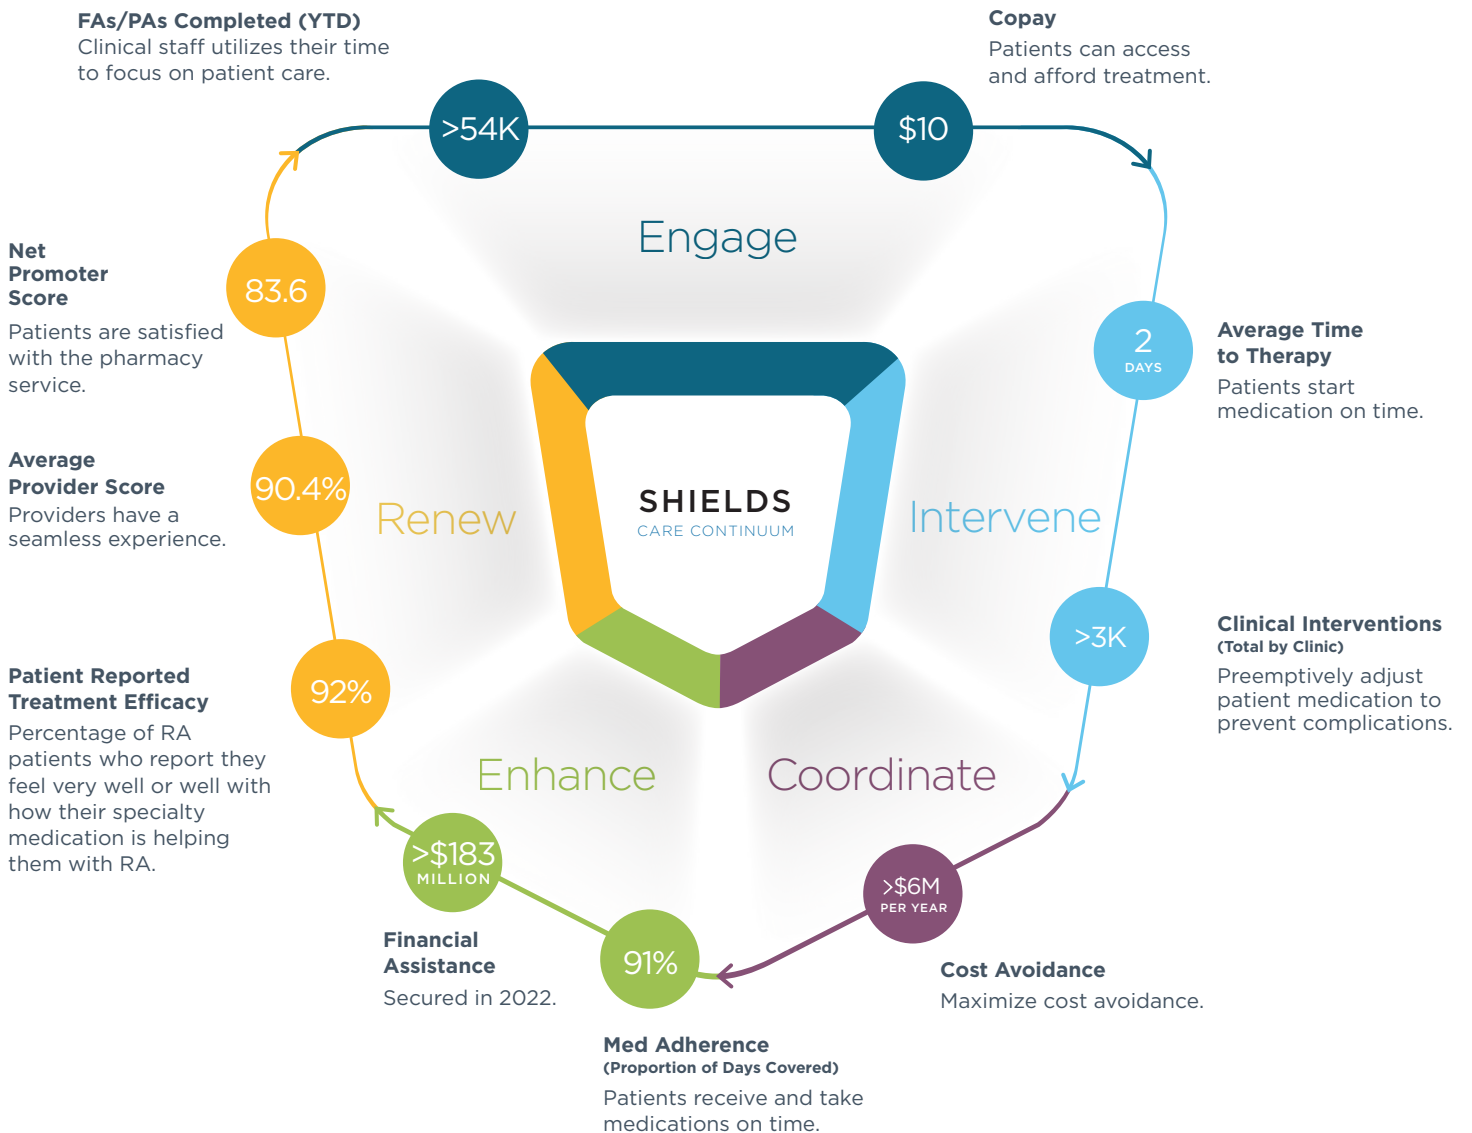 FAs/PAs Completed (YTD)
Clinical staff utilizes their time
to focus on patient care.
>54K
Copay
Patients can access
and afford treatment.
$10
Engage
Net
Promoter
Score
Patients are satisfied
with the pharmacy
service.
83.6
2
DAYS
Average Time
to Therapy
Patients start
medication on time.
Average
Provider Score
Providers have a
seamless experience.
90.4%
Renew
SHIELDS
CARE CONTINUUM
Intervene
>3K
Clinical Interventions
(Total by Clinic)
Preemptively adjust
patient medication to
prevent complications.
Patient Reported
Treatment Efficacy
Percentage of RA
patients who report they
feel very well or well with
how their specialty
medication is helping
them with RA.
92%
Enhance
Coordinate
>$183
MILLION
Financial
Assistance
Secured in 2022.
91%
Med Adherence
(Proportion of Days Covered)
Patients receive and take
medications on time.
>$6M
PER YEAR
Cost Avoidance
Maximize cost avoidance.